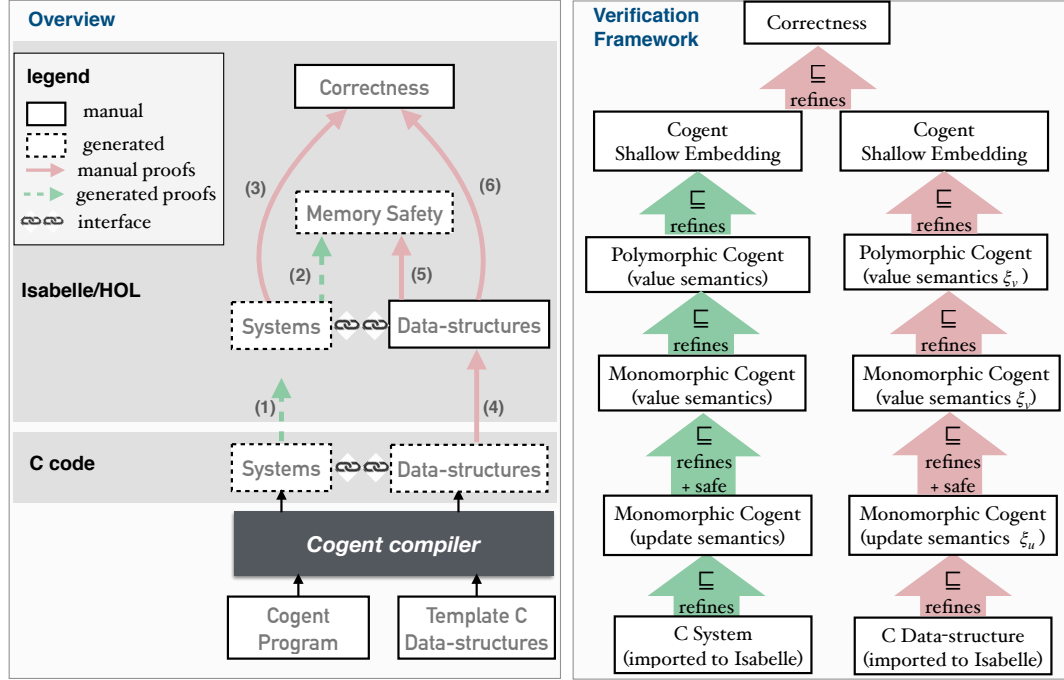 Overview
legend
manual
generated
manual proofs
generated proofs
interface
Correctness
(3)
(6)
Memory Safety
(2)
(5)
Isabelle/HOL
Systems
Data-structures
(1)
(4)
C code
Systems
Data-structures
Cogent compiler
Cogent
Program
Template C
Data-structures
Verification
Framework
Correctness
⊑
refines
Cogent
Shallow Embedding
Cogent
Shallow Embedding
⊑
refines
⊑
refines
Polymorphic Cogent
(value semantics)
Polymorphic Cogent
(value semantics ξᵥ)
⊑
refines
⊑
refines
Monomorphic Cogent
(value semantics)
Monomorphic Cogent
(value semantics ξᵥ)
⊑
refines
+ safe
⊑
refines
+ safe
Monomorphic Cogent
(update semantics)
Monomorphic Cogent
(update semantics ξᵤ)
⊑
refines
⊑
refines
C System
(imported to Isabelle)
C Data-structure
(imported to Isabelle)